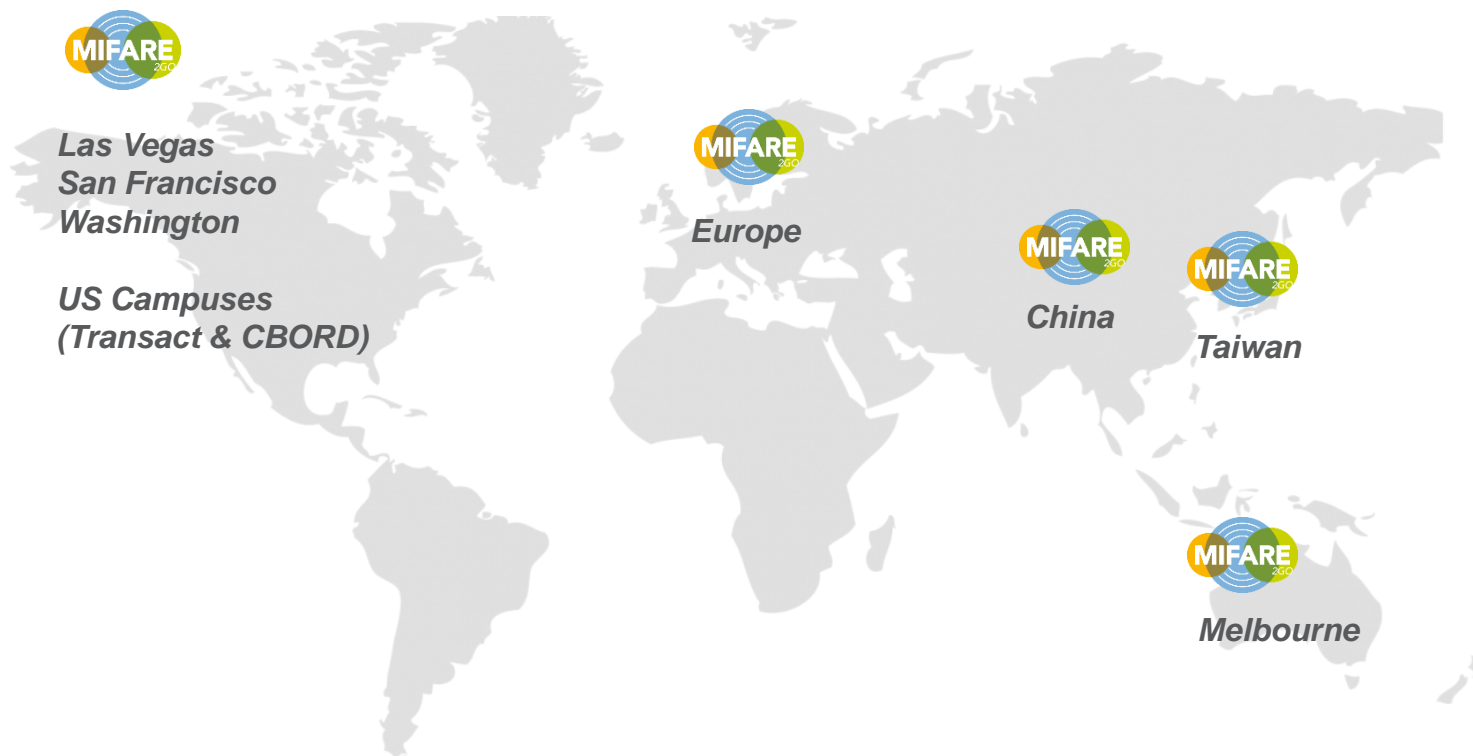 MIFARE
2GO
Las Vegas
San Francisco
Washington
US Campuses
(Transact & CBORD)
MIFARE
2GO
Europe
MIFARE
2GO
China
MIFARE
2GO
Taiwan
MIFARE
2GO
Melbourne